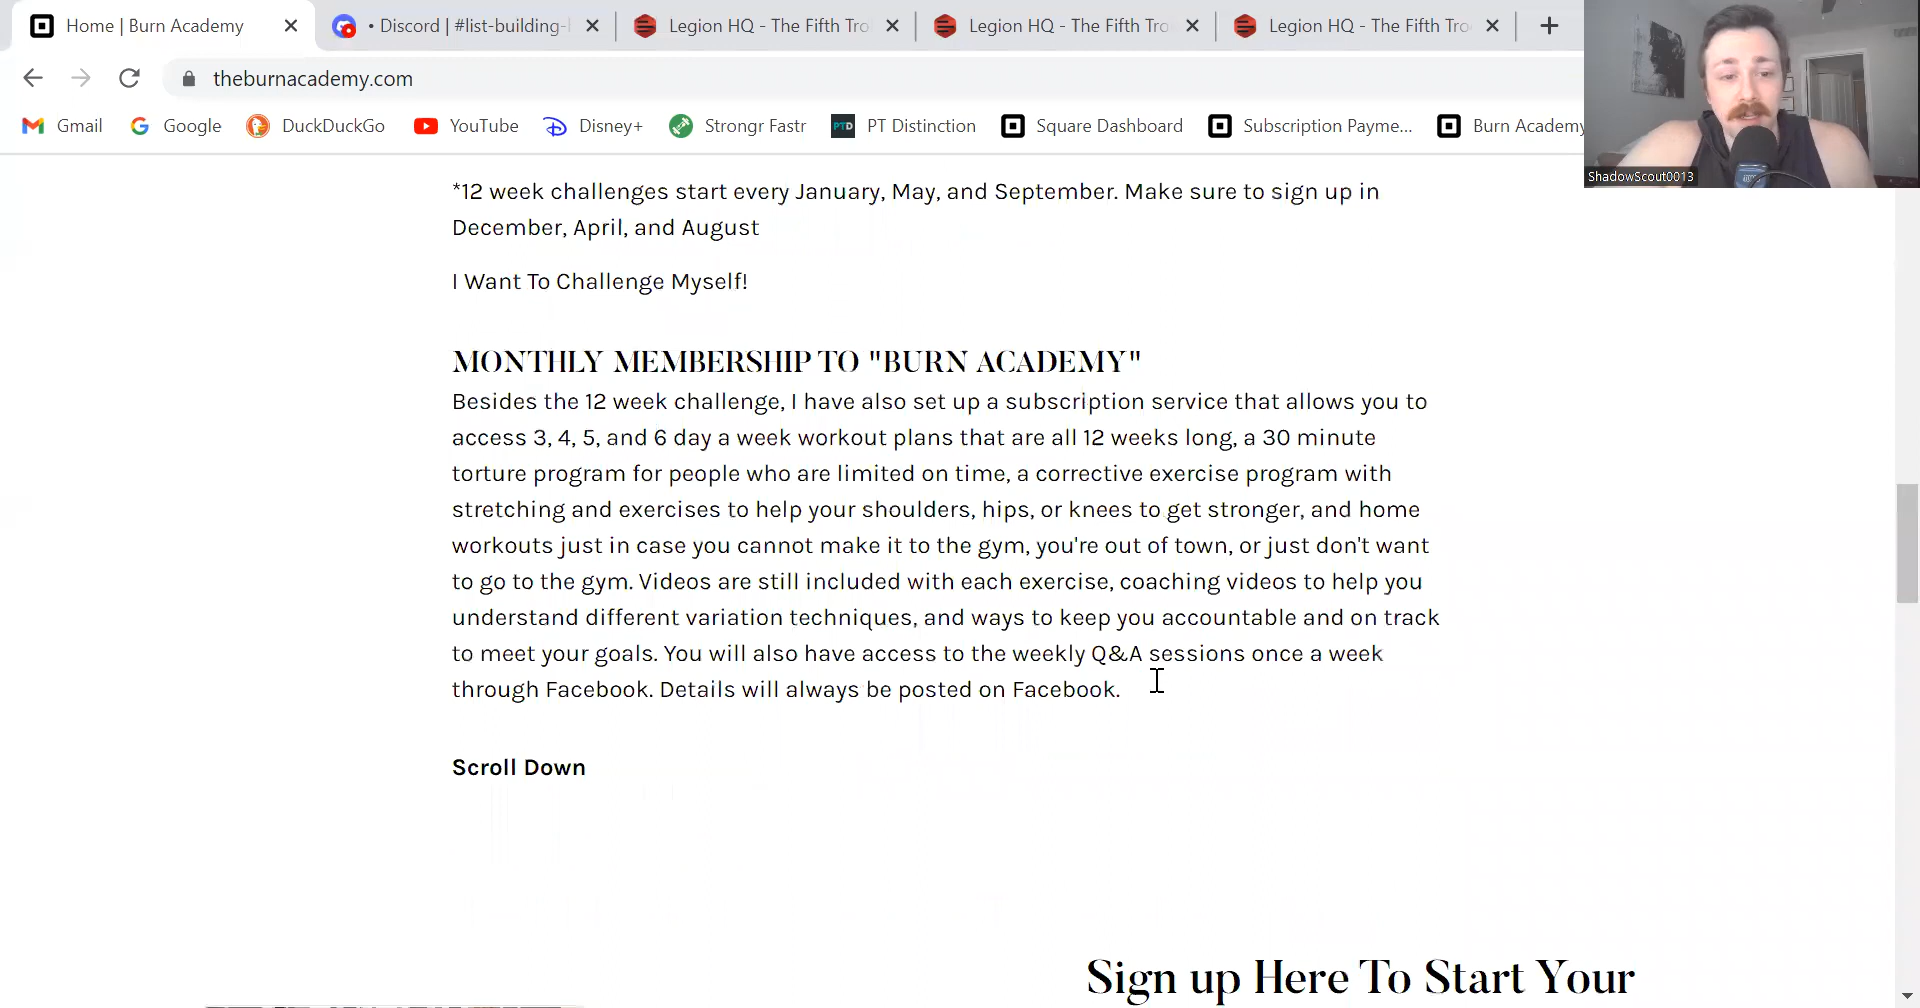 Home | Burn Academy
• Discord | #list-building-
Legion HQ - The Fifth Tro
Legion HQ - The Fifth Tro
Legion HQ - The Fifth Tro
theburnacademy.com
Gmail
Google
DuckDuckGo
YouTube
Disney+
Strongr Fastr
PTD
PT Distinction
Square Dashboard
Subscription Payme...
Burn Academy
ShadowScout0013
*12 week challenges start every January, May, and September. Make sure to sign up in
December, April, and August
I Want To Challenge Myself!
MONTHLY MEMBERSHIP TO "BURN ACADEMY"
Besides the 12 week challenge, I have also set up a subscription service that allows you to
access 3, 4, 5, and 6 day a week workout plans that are all 12 weeks long, a 30 minute
torture program for people who are limited on time, a corrective exercise program with
stretching and exercises to help your shoulders, hips, or knees to get stronger, and home
workouts just in case you cannot make it to the gym, you're out of town, or just don't want
to go to the gym. Videos are still included with each exercise, coaching videos to help you
understand different variation techniques, and ways to keep you accountable and on track
to meet your goals. You will also have access to the weekly Q&A sessions once a week
through Facebook. Details will always be posted on Facebook.
Scroll Down
Sign up Here To Start Your